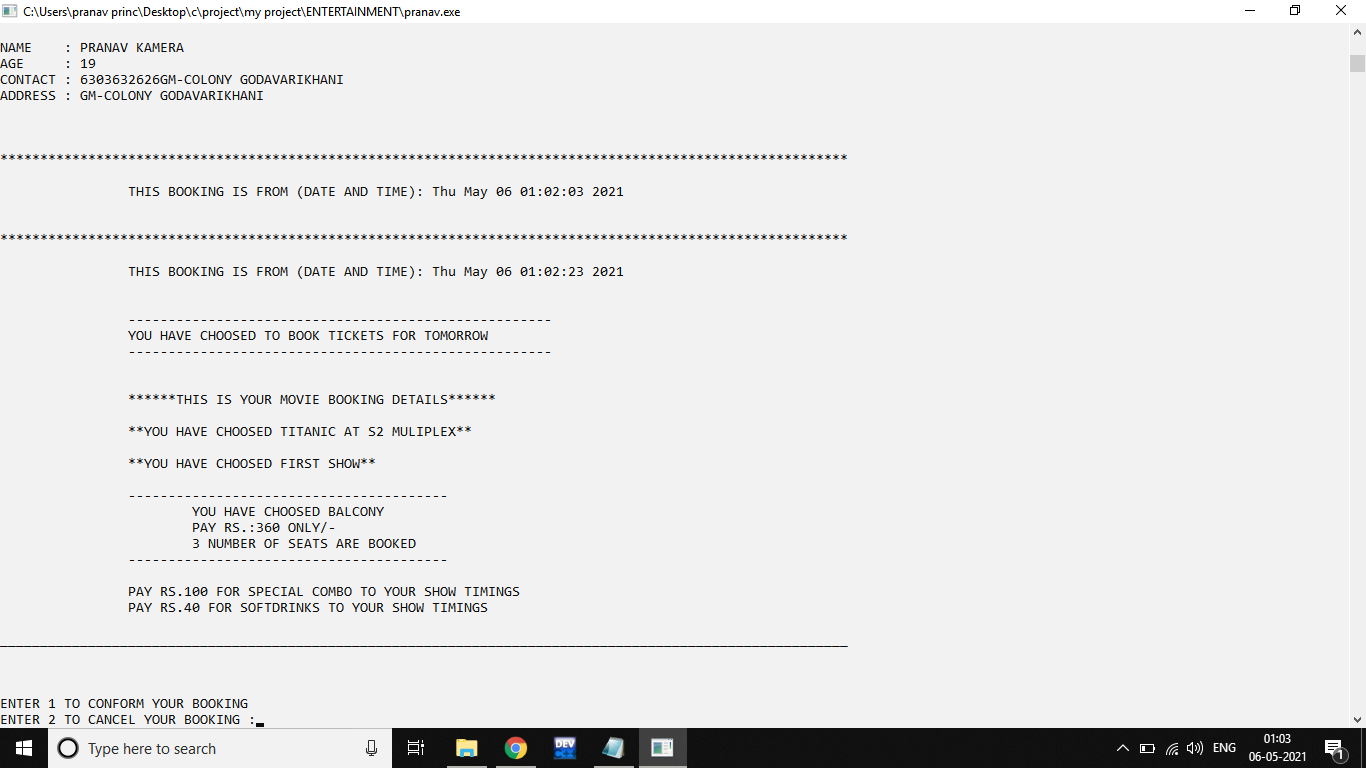 C:\Users\pranav princ\Desktop\c\project\my project\ENTERTAINMENT\pranav.exe
NAME    : PRANAV KAMERA
AGE     : 19
CONTACT : 6303632626GM-COLONY GODAVARIKHANI
ADDRESS : GM-COLONY GODAVARIKHANI
**********************************************************************************************************
THIS BOOKING IS FROM (DATE AND TIME): Thu May 06 01:02:03 2021
**********************************************************************************************************
THIS BOOKING IS FROM (DATE AND TIME): Thu May 06 01:02:23 2021
-----------------------------------------------------
YOU HAVE CHOOSED TO BOOK TICKETS FOR TOMORROW
-----------------------------------------------------
******THIS IS YOUR MOVIE BOOKING DETAILS******
**YOU HAVE CHOOSED TITANIC AT S2 MULIPLEX**
**YOU HAVE CHOOSED FIRST SHOW**
----------------------------------------
YOU HAVE CHOOSED BALCONY
PAY RS.:360 ONLY/-
3 NUMBER OF SEATS ARE BOOKED
----------------------------------------
PAY RS.100 FOR SPECIAL COMBO TO YOUR SHOW TIMINGS
PAY RS.40 FOR SOFTDRINKS TO YOUR SHOW TIMINGS
__________________________________________________________________________________________________________
ENTER 1 TO CONFORM YOUR BOOKING
ENTER 2 TO CANCEL YOUR BOOKING :
Type here to search
DEV
ENG
01:03
06-05-2021
1